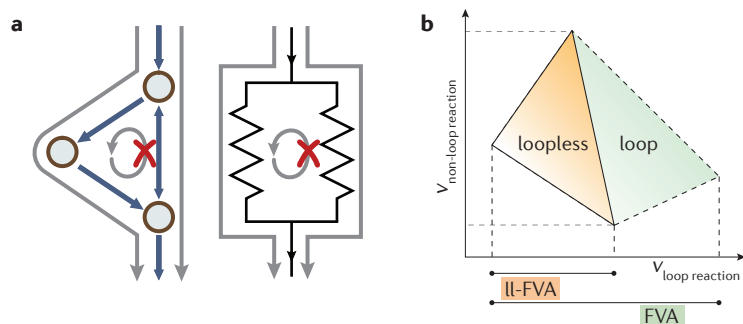 a
b
V non-loop reaction
loopless
loop
V loop reaction
ll-FVA
FVA